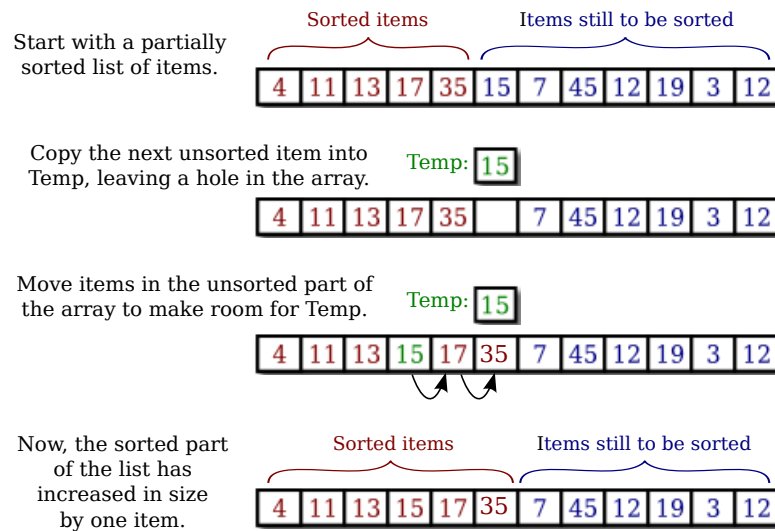 Sorted items Items still to be sorted
Start with a partially
sorted list of items.
4 11 13 17 35 15 7 45 12 19 3 12
Copy the next unsorted item into
Temp, leaving a hole in the array.
Temp: 15
4 11 13 17 35 7 45 12 19 3 12
Move items in the unsorted part of
the array to make room for Temp.
Temp: 15
4 11 13 15 17 35 7 45 12 19 3 12
Now, the sorted part
of the list has
increased in size
by one item.
Sorted items Items still to be sorted
4 11 13 15 17 35 7 45 12 19 3 12